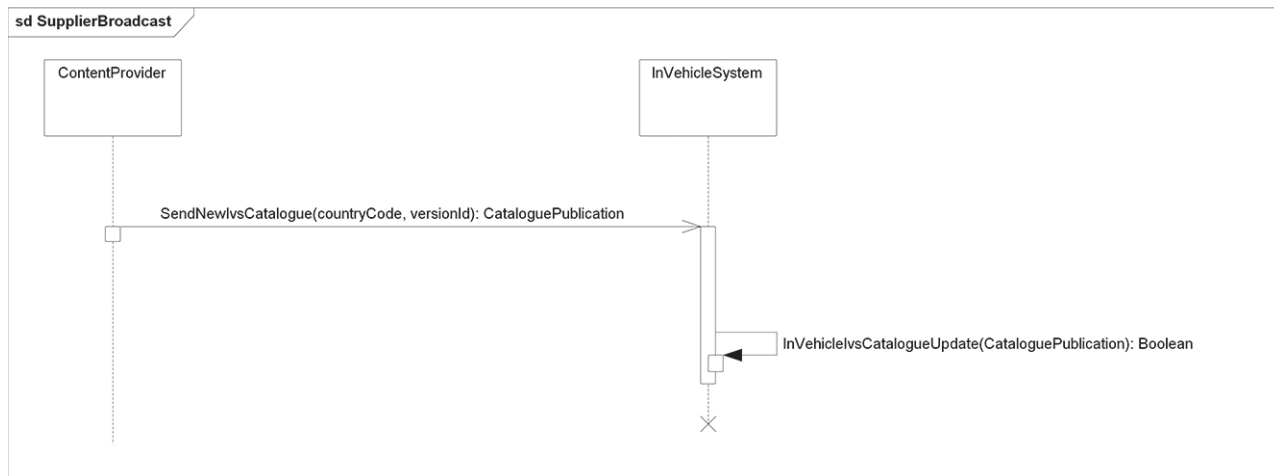 sd SupplierBroadcast
ContentProvider
InVehicleSystem
SendNewIvsCatalogue(countryCode, versionId): CataloguePublication
InVehicleIvsCatalogueUpdate(CataloguePublication): Boolean